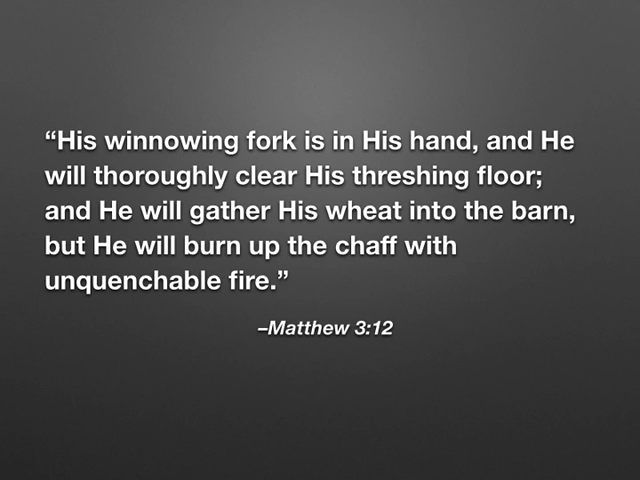 “His winnowing fork is in His hand, and He
will thoroughly clear His threshing floor;
and He will gather His wheat into the barn,
but He will burn up the chaff with
unquenchable fire.”
–Matthew 3:12